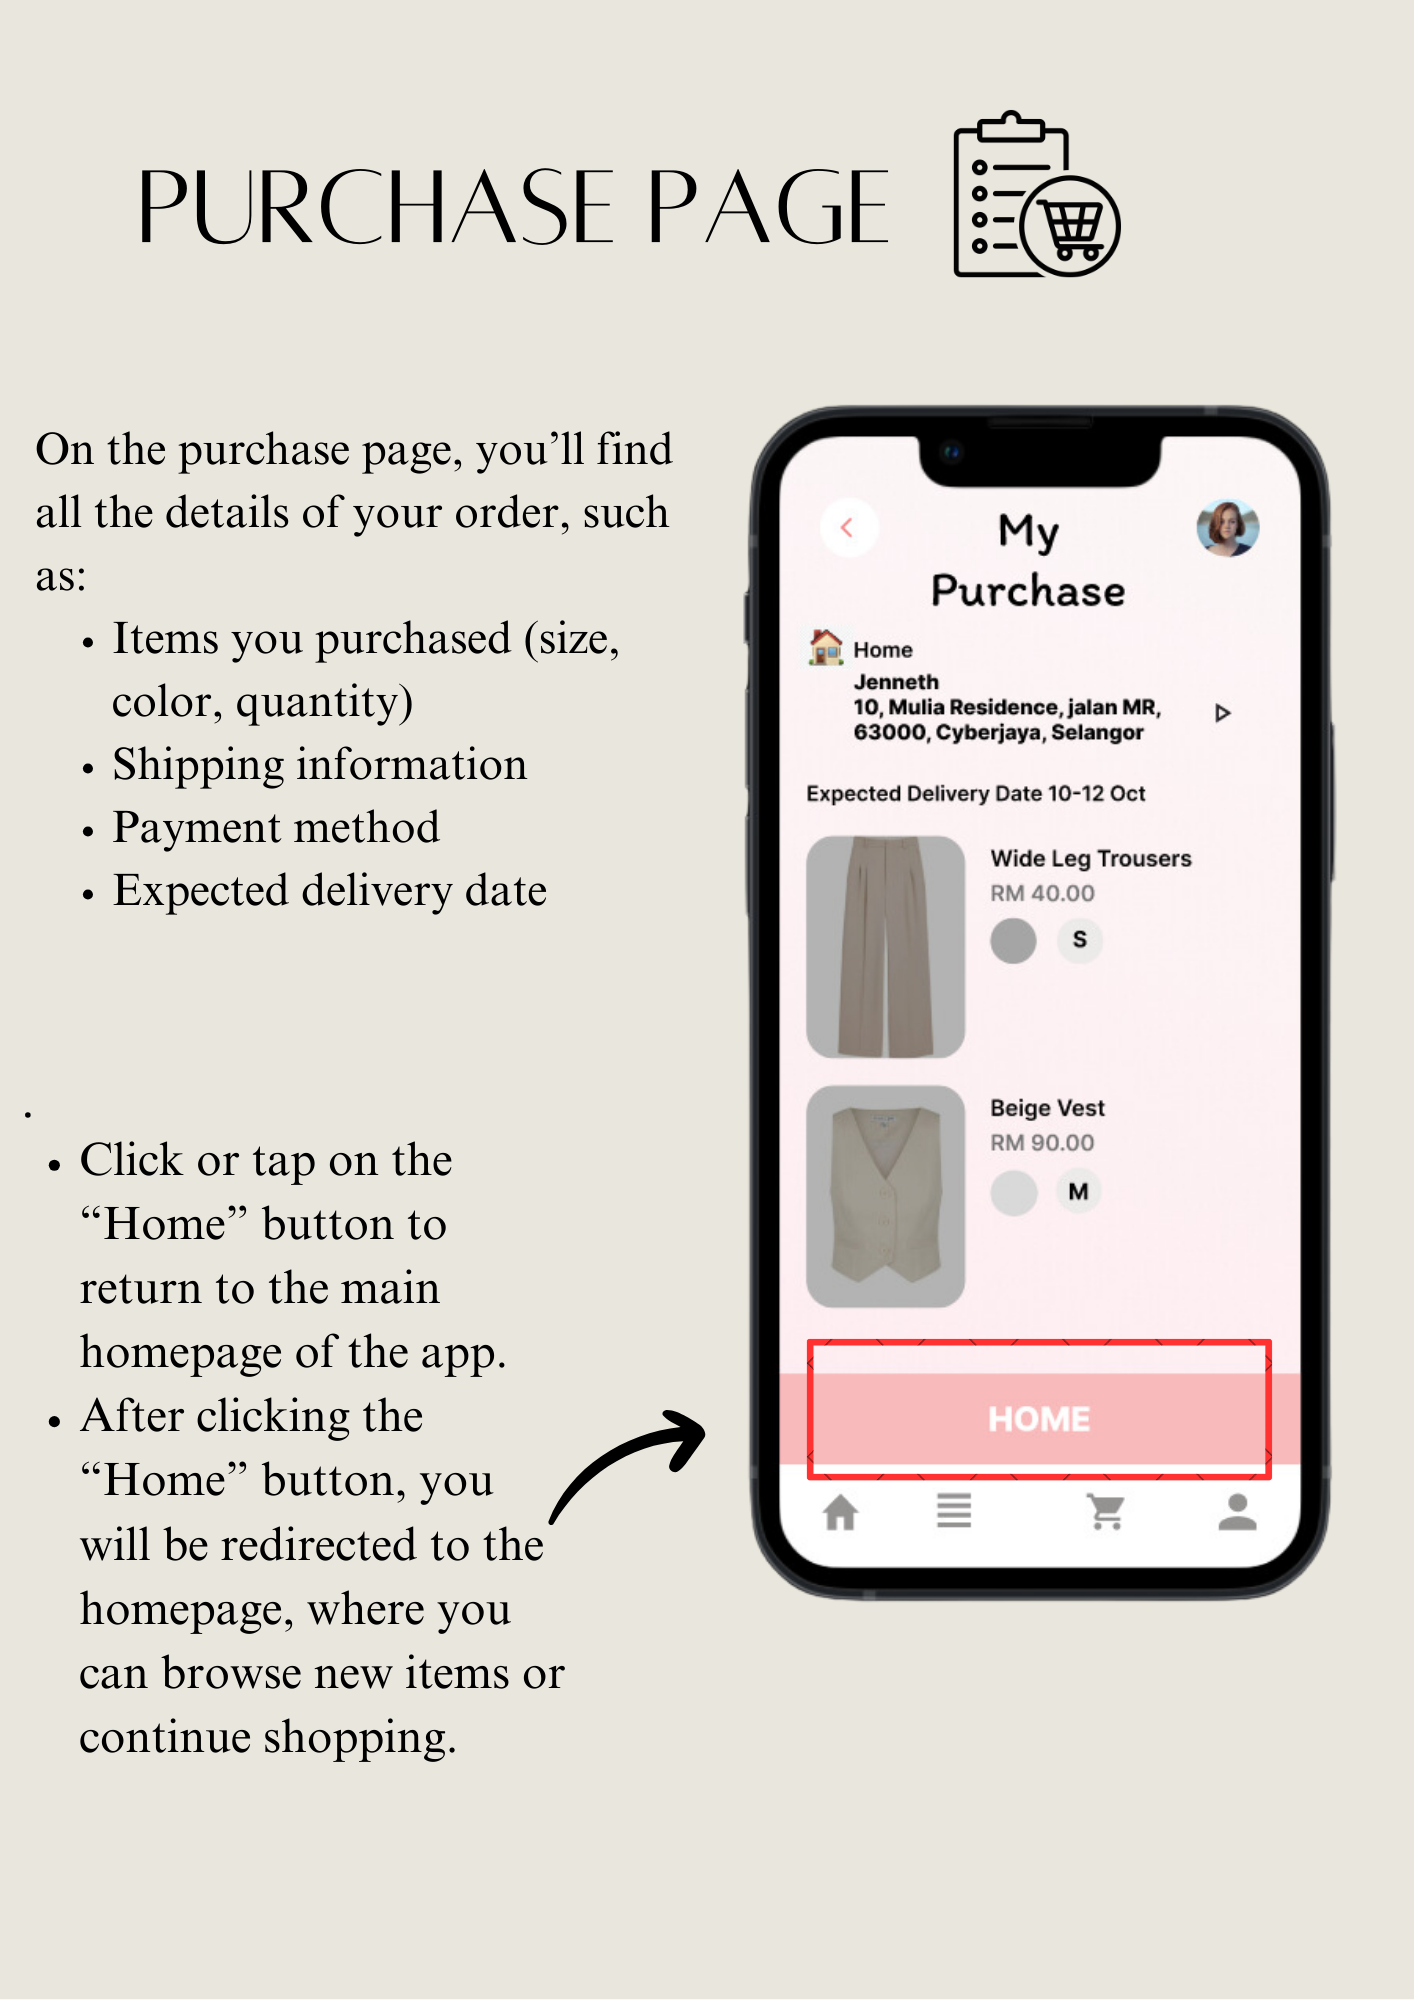 PURCHASE PAGE
On the purchase page, you’ll find
all the details of your order, such
as:
• Items you purchased (size,
color, quantity)
• Shipping information
• Payment method
• Expected delivery date
.
• Click or tap on the
“Home” button to
return to the main
homepage of the app.
• After clicking the
“Home” button, you
will be redirected to the
homepage, where you
can browse new items or
continue shopping.
My
Purchase
Home
Jenneth
10, Mulia Residence, jalan MR,
63000, Cyberjaya, Selangor
Expected Delivery Date 10-12 Oct
Wide Leg Trousers
RM 40.00
S
Beige Vest
RM 90.00
M
HOME